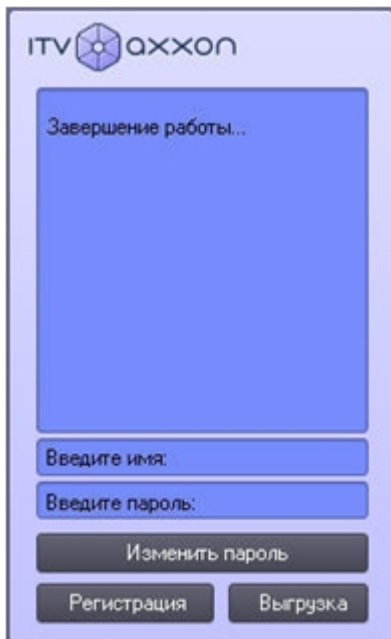 ITV axxon
Завершение работы...
Введите имя:
Введите пароль:
Изменить пароль
Регистрация Выгрузка